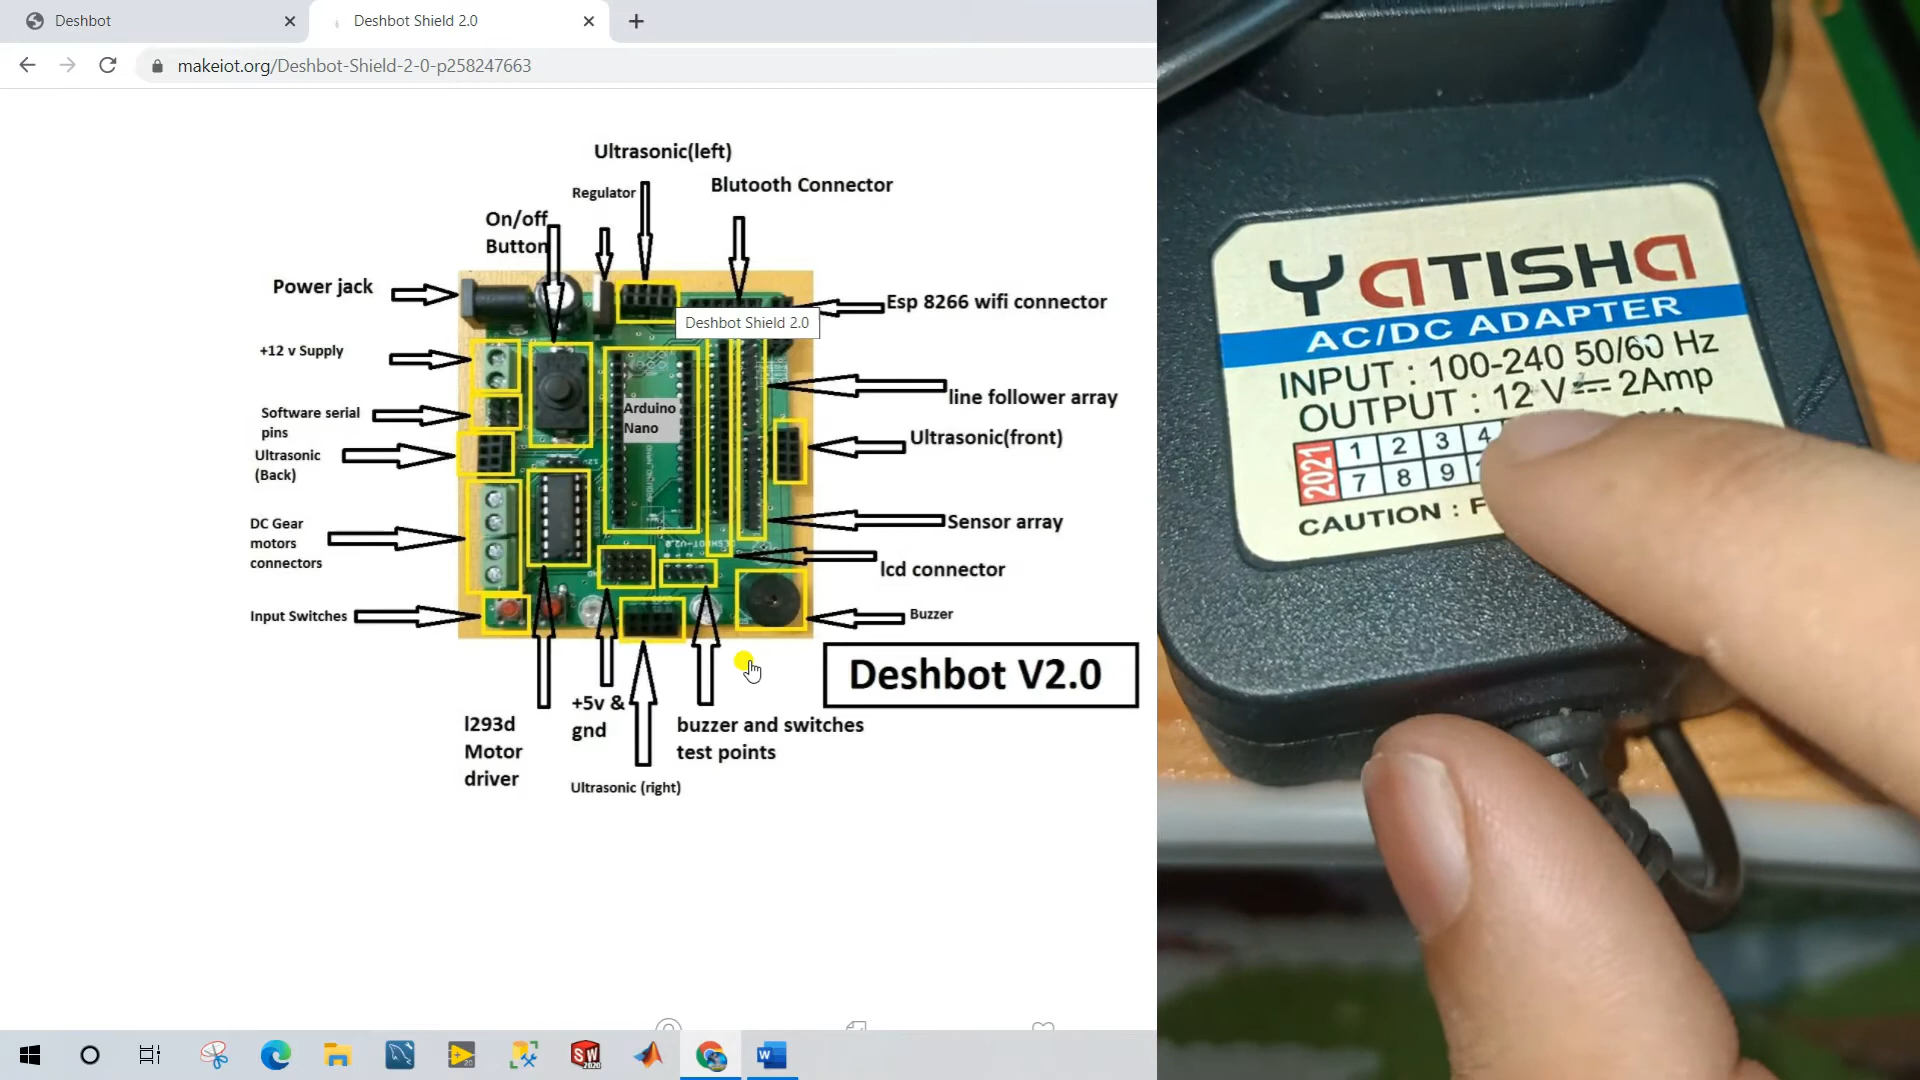 Deshbot
Deshbot Shield 2.0
makeiot.org/Deshbot-Shield-2-0-p258247663
Ultrasonic(left)
Regulator
Blutooth Connector
On/off
Button
Power jack
Esp 8266 wifi connector
Deshbot Shield 2.0
+12 v Supply
line follower array
Software serial
pins
Arduino
Nano
Ultrasonic(front)
Ultrasonic
(Back)
DC Gear
motors
connectors
Sensor array
lcd connector
Input Switches
Buzzer
Deshbot V2.0
+5v &
gnd
l293d
Motor
driver
buzzer and switches
test points
Ultrasonic (right)
YATISHA
AC/DC ADAPTER
INPUT : 100-240 50/60 Hz
OUTPUT : 12 V 2Amp
2021
1 2 3 4
7 8 9
CAUTION :